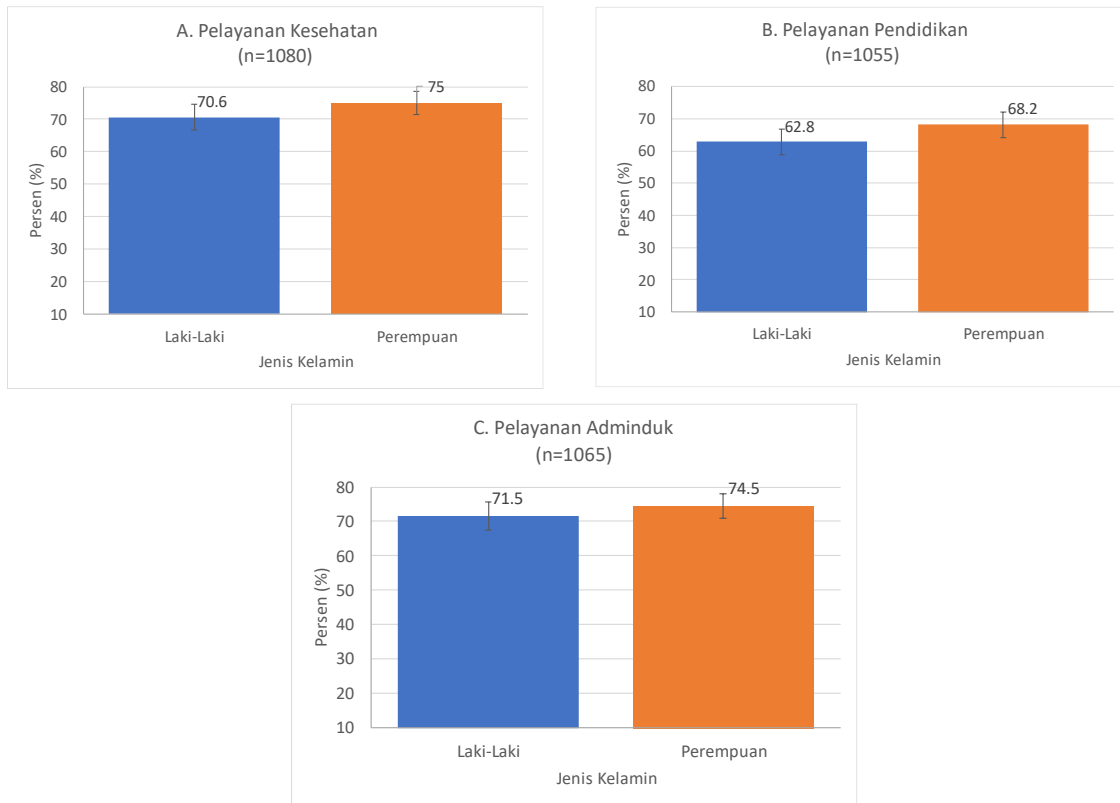 A. Pelayanan Kesehatan
(n=1080)
80
70
60
50
40
30
20
10
Persen (%)
70.6
75
Laki-Laki
Perempuan
Jenis Kelamin
B. Pelayanan Pendidikan
(n=1055)
80
70
60
50
40
30
20
10
Persen (%)
62.8
68.2
Laki-Laki
Perempuan
Jenis Kelamin
C. Pelayanan Adminduk
(n=1065)
80
70
60
50
40
30
20
10
Persen (%)
71.5
74.5
Laki-Laki
Perempuan
Jenis Kelamin